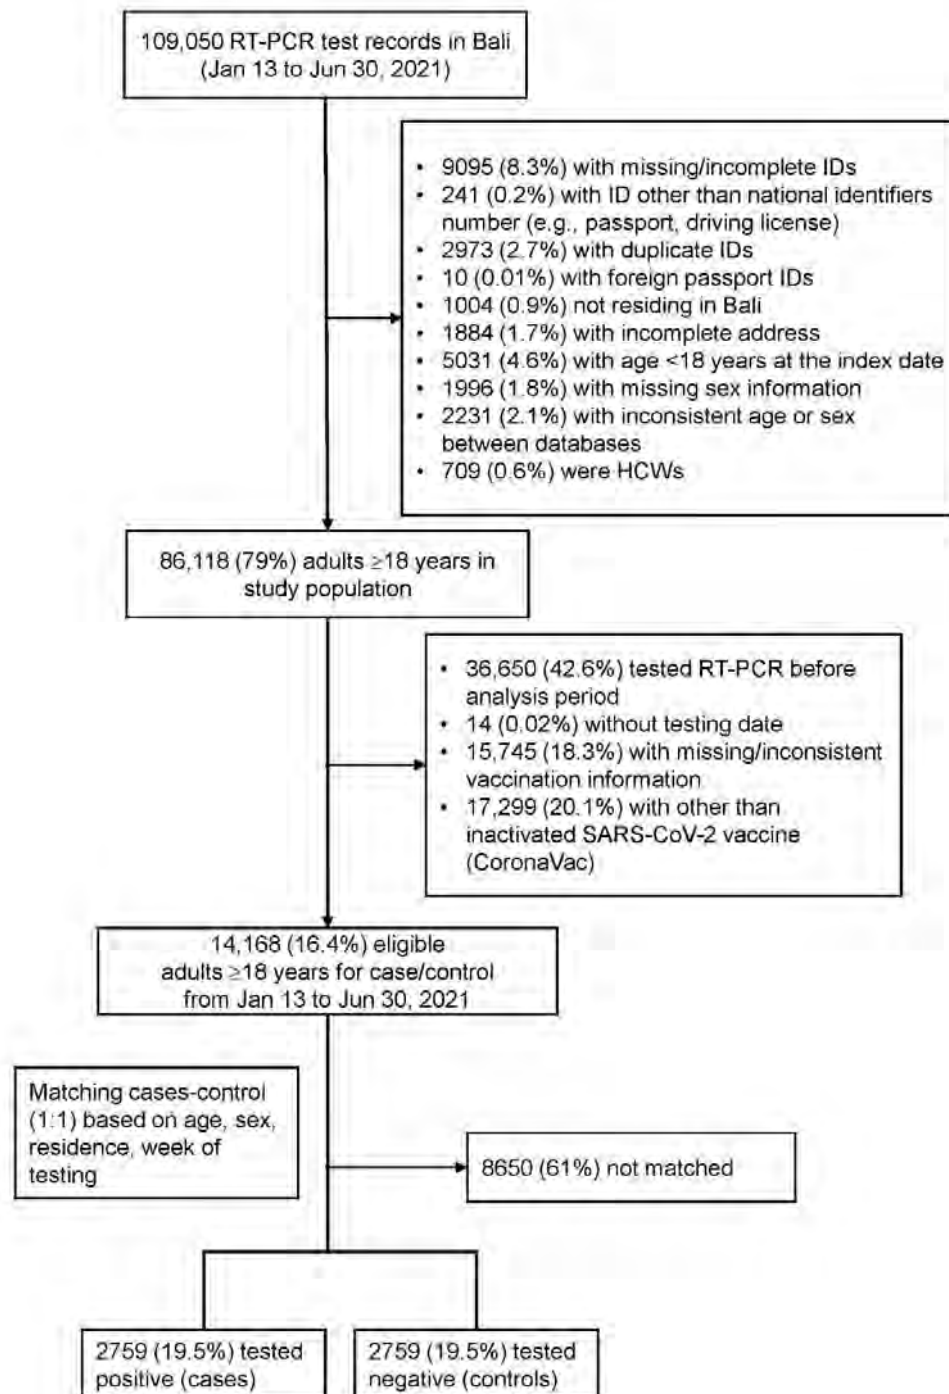 109,050 RT-PCR test records in Bali
(Jan 13 to Jun 30, 2021)
• 9095 (8.3%) with missing/incomplete IDs
• 241 (0.2%) with ID other than national identifiers
number (e.g., passport, driving license)
• 2973 (2.7%) with duplicate IDs
• 10 (0.01%) with foreign passport IDs
• 1004 (0.9%) not residing in Bali
• 1884 (1.7%) with incomplete address
• 5031 (4.6%) with age <18 years at the index date
• 1996 (1.8%) with missing sex information
• 2231 (2.1%) with inconsistent age or sex
between databases
• 709 (0.6%) were HCWs
86,118 (79%) adults ≥18 years in
study population
• 36,650 (42.6%) tested RT-PCR before
analysis period
• 14 (0.02%) without testing date
• 15,745 (18.3%) with missing/inconsistent
vaccination information
• 17,299 (20.1%) with other than
inactivated SARS-CoV-2 vaccine
(CoronaVac)
14,168 (16.4%) eligible
adults ≥18 years for case/control
from Jan 13 to Jun 30, 2021
Matching cases-control
(1:1) based on age, sex,
residence, week of
testing
8650 (61%) not matched
2759 (19.5%) tested
positive (cases)
2759 (19.5%) tested
negative (controls)